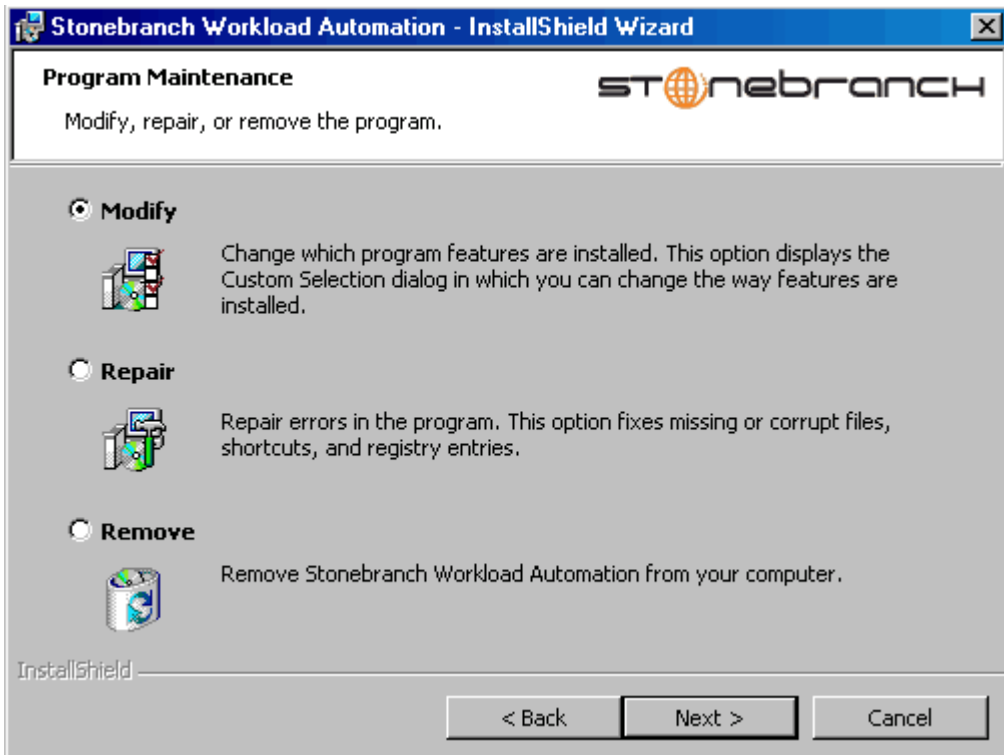 Stonebranch Workload Automation - InstallShield Wizard
Program Maintenance
Modify, repair, or remove the program.
STONEBRANCH
Modify
Change which program features are installed. This option displays the
Custom Selection dialog in which you can change the way features are
installed.
Repair
Repair errors in the program. This option fixes missing or corrupt files,
shortcuts, and registry entries.
Remove
Remove Stonebranch Workload Automation from your computer.
InstallShield
< Back
Next >
Cancel